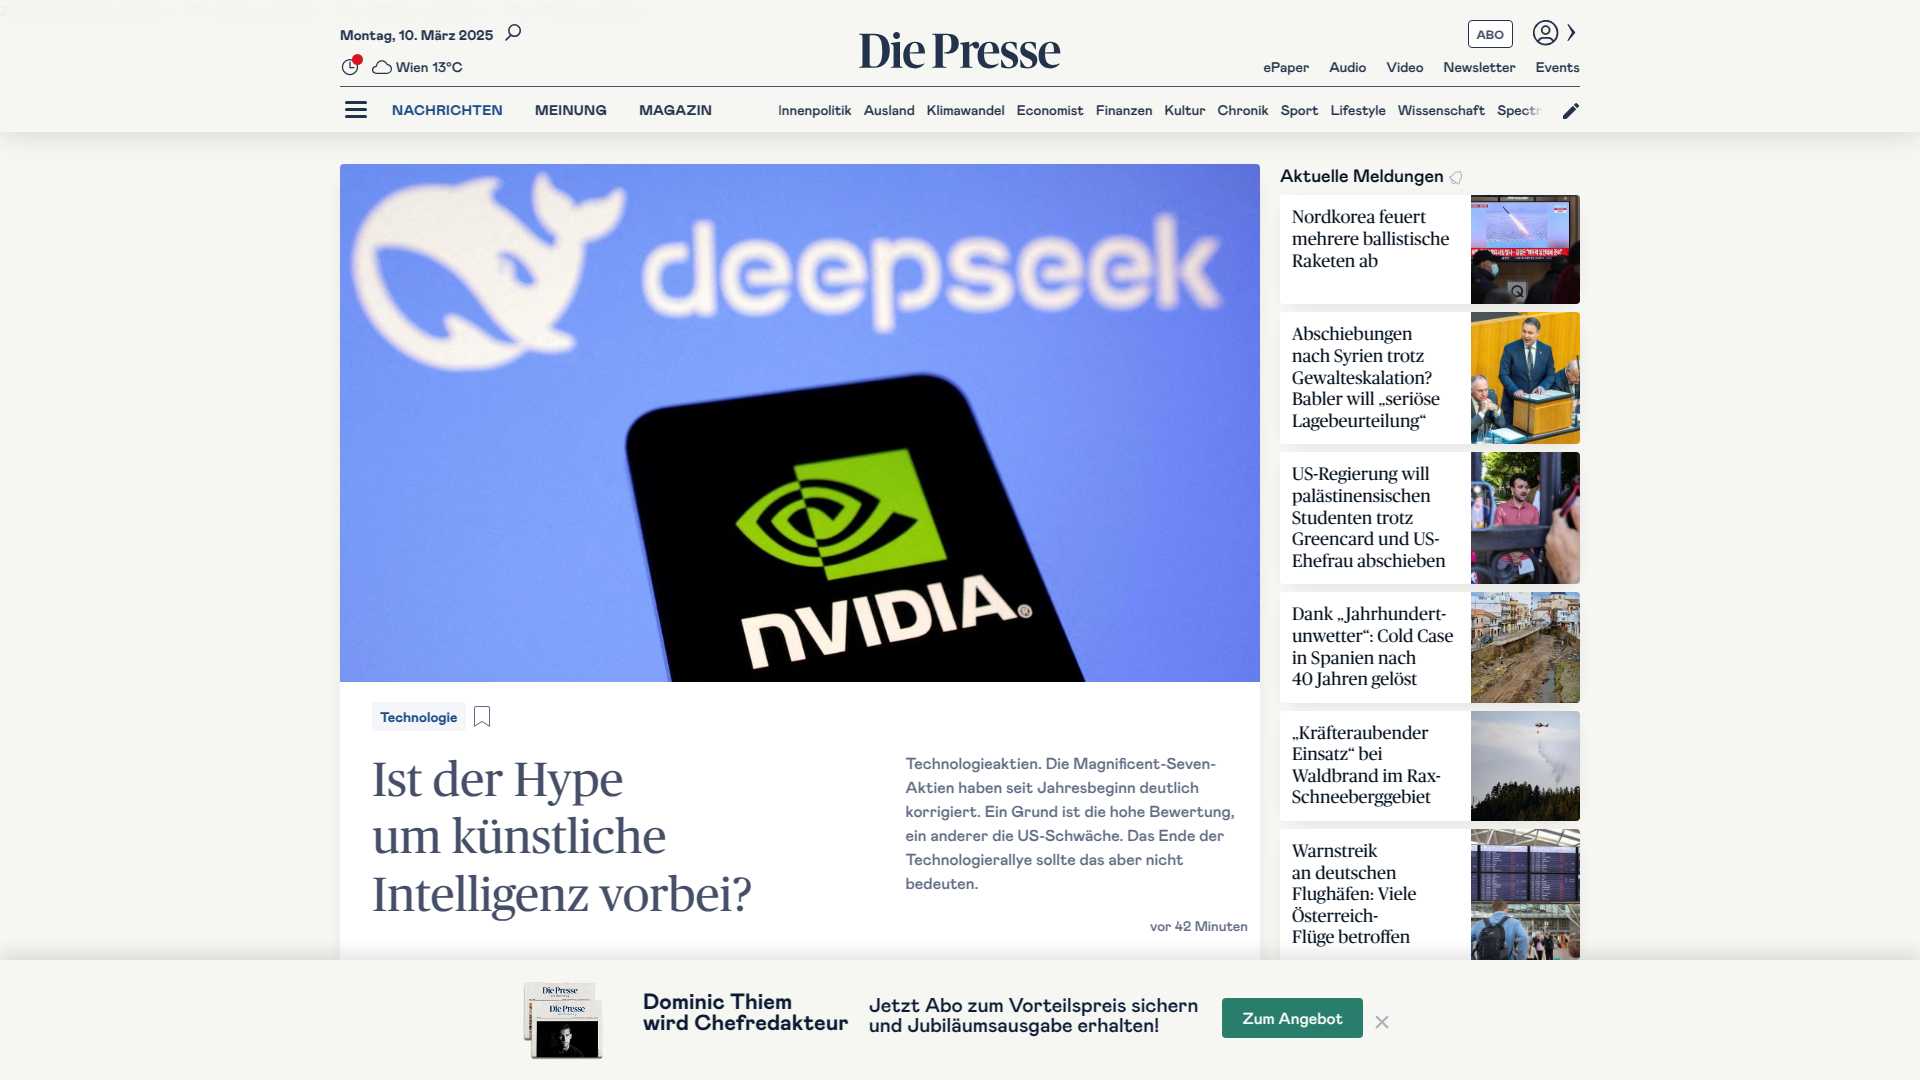 Montag, 10. März 2025
Wien 13°C
Die Presse
ABO
ePaper Audio Video Newsletter Events
NACHRICHTEN MEINUNG MAGAZIN
Innenpolitik Ausland Klimawandel Economist Finanzen Kultur Chronik Sport Lifestyle Wissenschaft Spectr
deepseek
NVIDIA®
Technologie
Ist der Hype
um künstliche
Intelligenz vorbei?
Technologieaktien. Die Magnificent-Seven-
Aktien haben seit Jahresbeginn deutlich
korrigiert. Ein Grund ist die hohe Bewertung,
ein anderer die US-Schwäche. Das Ende der
Technologierallye sollte das aber nicht
bedeuten.
vor 42 Minuten
Aktuelle Meldungen
Nordkorea feuert
mehrere ballistische
Raketen ab
Abschiebungen
nach Syrien trotz
Gewalteskalation?
Babler will „seriöse
Lagebeurteilung“
US-Regierung will
palästinensischen
Studenten trotz
Greencard und US-
Ehefrau abschieben
Dank „Jahrhundert-
unwetter“: Cold Case
in Spanien nach
40 Jahren gelöst
„Kräfteraubender
Einsatz“ bei
Waldbrand im Rax-
Schneeberggebiet
Warnstreik
an deutschen
Flughäfen: Viele
Österreich-
Flüge betroffen
Die Presse
Die Presse
Dominic Thiem
wird Chefredakteur
Jetzt Abo zum Vorteilspreis sichern
und Jubiläumsausgabe erhalten!
Zum Angebot